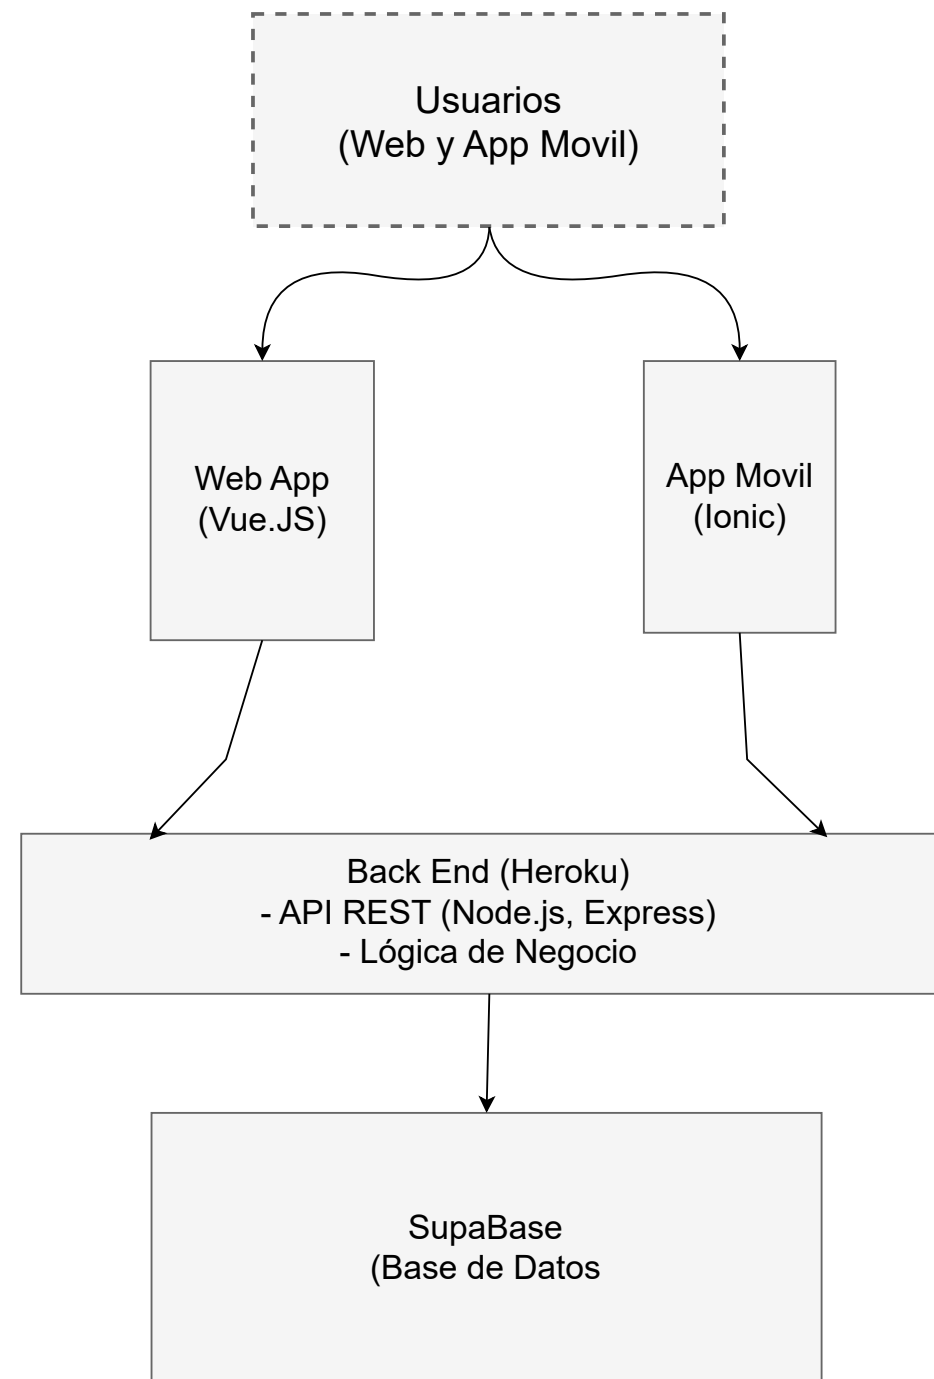 Usuarios
(Web y App Movil)
Web App
(Vue.JS)
App Movil
(Ionic)
Back End (Heroku)
- API REST (Node.js, Express)
- Lógica de Negocio
SupaBase
(Base de Datos